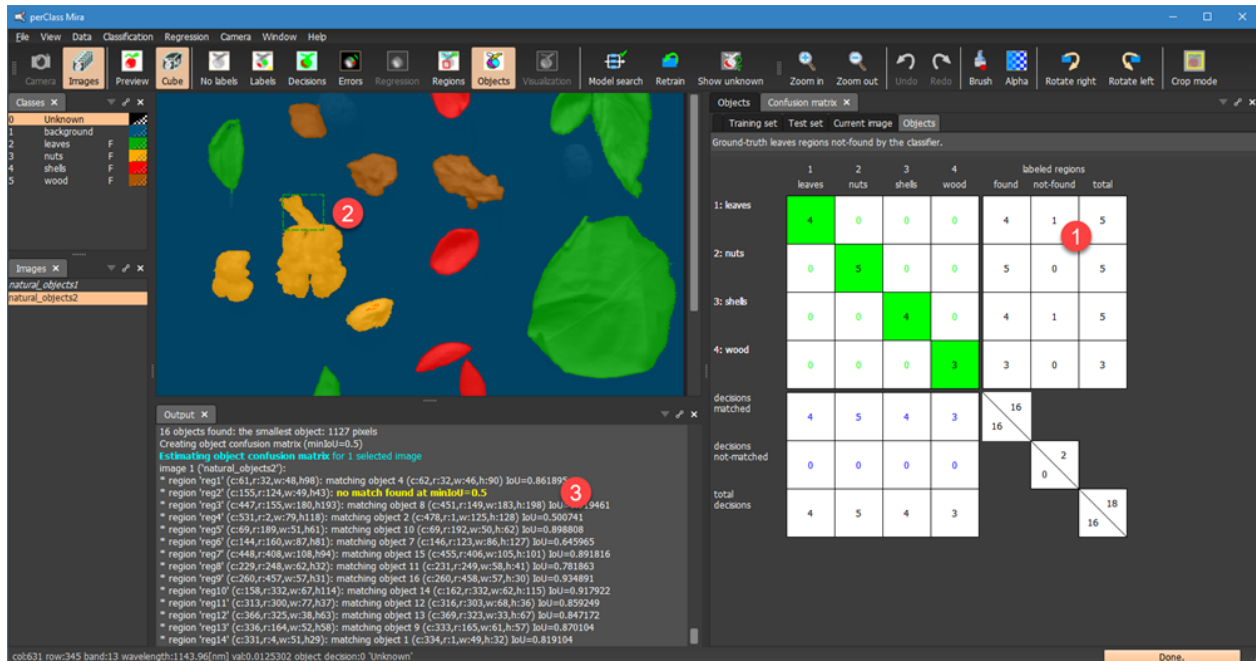 perClass Mira
File View Data Classification Regression Camera Window Help
Camera Images Preview Cube No labels Labels Decisions Errors Regression Regions Objects Visualization Model search Retrain Show unknown Zoom in Zoom out Undo Redo Brush Alpha Rotate right Rotate left Crop mode
Classes
0 Unknown
1 background
2 leaves F
3 nuts F
4 shells F
5 wood F
Images
natural_objects1
natural_objects2
2
Output
16 objects found: the smallest object: 1127 pixels
Creating object confusion matrix (minIoU=0.5)
Estimating object confusion matrix for 1 selected image
image 1 ('natural_objects2'):
* region 'reg1' (c:61,r:32,w:48,h98): matching object 4 (c:62,r:32,w:46,h:90) IoU=0.861895
* region 'reg2' (c:155,r:124,w:49,h43): no match found at minIoU=0.5
3
* region 'reg3' (c:447,r:155,w:180,h193): matching object 8 (c:451,r:149,w:183,h:198) 19461
* region 'reg4' (c:531,r:2,w:79,h118): matching object 2 (c:478,r:1,w:125,h:128) IoU=0.500741
* region 'reg5' (c:69,r:189,w:51,h61): matching object 10 (c:69,r:192,w:50,h:62) IoU=0.898808
* region 'reg6' (c:144,r:160,w:87,h81): matching object 7 (c:146,r:123,w:86,h:127) IoU=0.645965
* region 'reg7' (c:448,r:408,w:108,h94): matching object 15 (c:455,r:406,w:105,h:101) IoU=0.891816
* region 'reg8' (c:229,r:248,w:62,h32): matching object 11 (c:231,r:249,w:58,h:41) IoU=0.781863
* region 'reg9' (c:260,r:457,w:57,h31): matching object 16 (c:260,r:458,w:57,h:30) IoU=0.934891
* region 'reg10' (c:158,r:332,w:67,h114): matching object 14 (c:162,r:332,w:62,h:115) IoU=0.917922
* region 'reg11' (c:313,r:300,w:77,h37): matching object 12 (c:316,r:303,w:68,h:36) IoU=0.859249
* region 'reg12' (c:366,r:325,w:38,h63): matching object 13 (c:369,r:323,w:33,h:67) IoU=0.847172
* region 'reg13' (c:336,r:164,w:52,h58): matching object 9 (c:333,r:165,w:61,h:57) IoU=0.870104
* region 'reg14' (c:331,r:4,w:51,h29): matching object 1 (c:334,r:1,w:49,h:32) IoU=0.819104
Objects Confusion matrix
Training set Test set Current image Objects
Ground-truth leaves regions not-found by the classifier.
1 2 3 4 labeled regions
leaves nuts shells wood found not-found total
1: leaves
4 0 0 0 4 1 5
1
2: nuts
0 5 0 0 5 0 5
3: shells
0 0 4 0 4 1 5
4: wood
0 0 0 3 3 0 3
decisions
matched
4 5 4 3 16
16
decisions
not-matched
0 0 0 0 2
0
total
decisions
4 5 4 3 18
16
col:631 row:345 band:13 wavelength:1143.96[nm] val:0.0125302 object decision:0 'Unknown'
Done.